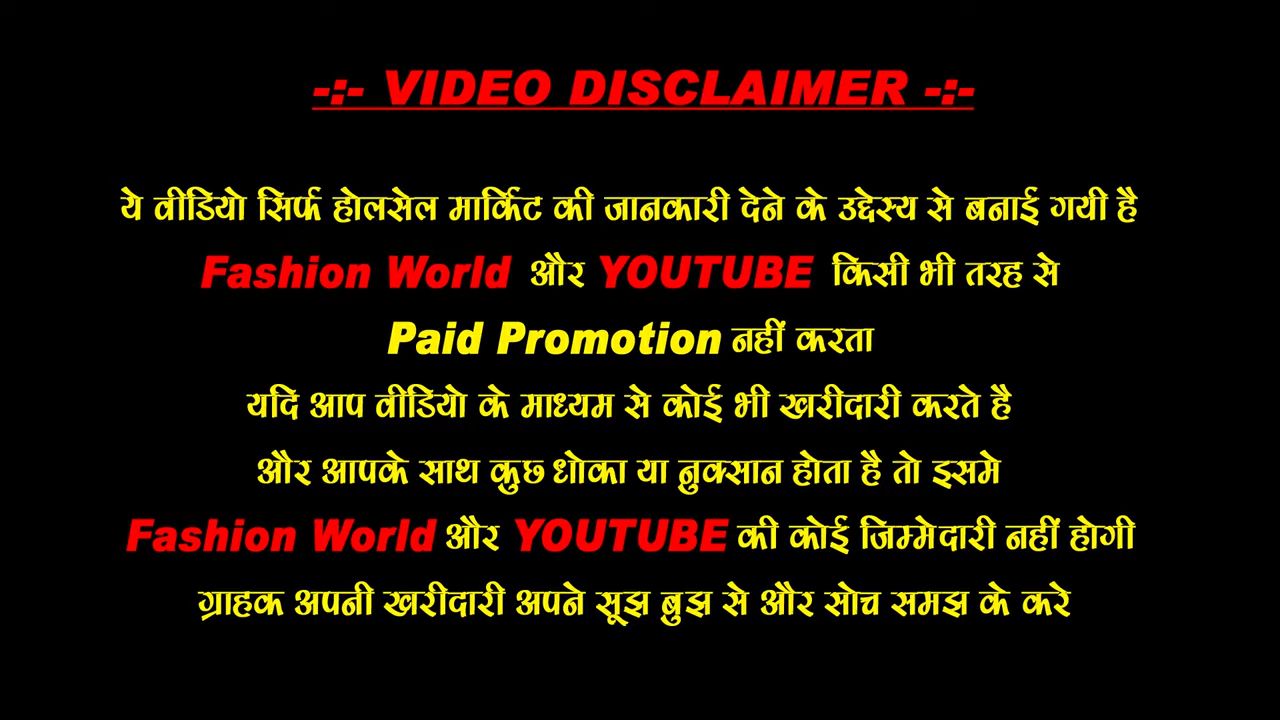 -:- VIDEO DISCLAIMER -:-
ये वीडियो सिर्फ होलसेल मार्किट की जानकारी देने के उद्देस्य से बनाई गयी है
Fashion World और YOUTUBE किसी भी तरह से
Paid Promotion नहीं करता
यदि आप वीडियो के माध्यम से कोई भी खरीदारी करते है
और आपके साथ कुछ धोका या नुक्सान होता है तो इसमे
Fashion World और YOUTUBE की कोई जिम्मेदारी नहीं होगी
ग्राहक अपनी खरीदारी अपने सूझ बुझ से और सोच समझ के करे